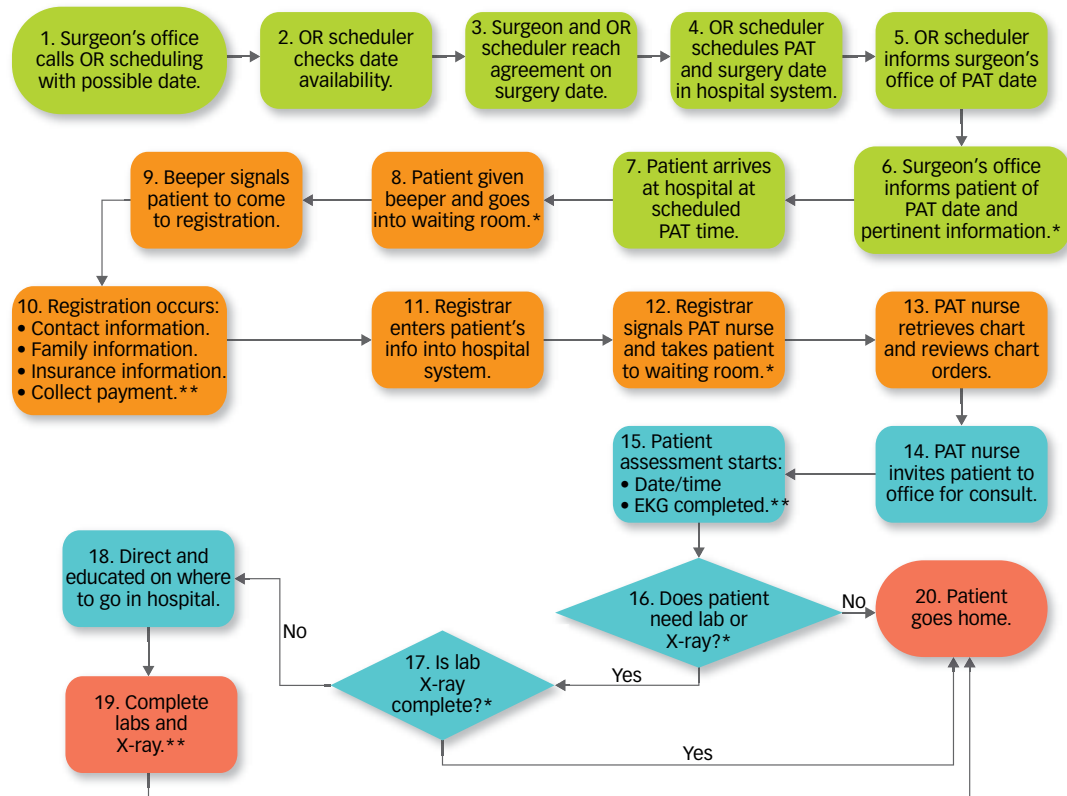 1. Surgeon's office
calls OR scheduling
with possible date.
2. OR scheduler
checks date
availability.
3. Surgeon and OR
scheduler reach
agreement on
surgery date.
4. OR scheduler
schedules PAT
and surgery date
in hospital system.
5. OR scheduler
informs surgeon's
office of PAT date
6. Surgeon's office
informs patient of
PAT date and
pertinent information.*
7. Patient arrives
at hospital at
scheduled
PAT time.
8. Patient given
beeper and goes
into waiting room.*
9. Beeper signals
patient to come
to registration.
10. Registration occurs:
• Contact information.
• Family information.
• Insurance information.
• Collect payment.**
11. Registrar
enters patient's
info into hospital
system.
12. Registrar
signals PAT nurse
and takes patient
to waiting room.*
13. PAT nurse
retrieves chart
and reviews chart
orders.
14. PAT nurse
invites patient to
office for consult.
15. Patient
assessment starts:
• Date/time
• EKG completed.**
16. Does patient
need lab or
X-ray?*
No
20. Patient
goes home.
Yes
17. Is lab
X-ray
complete?*
No
18. Direct and
educated on where
to go in hospital.
19. Complete
labs and
X-ray.**
Yes